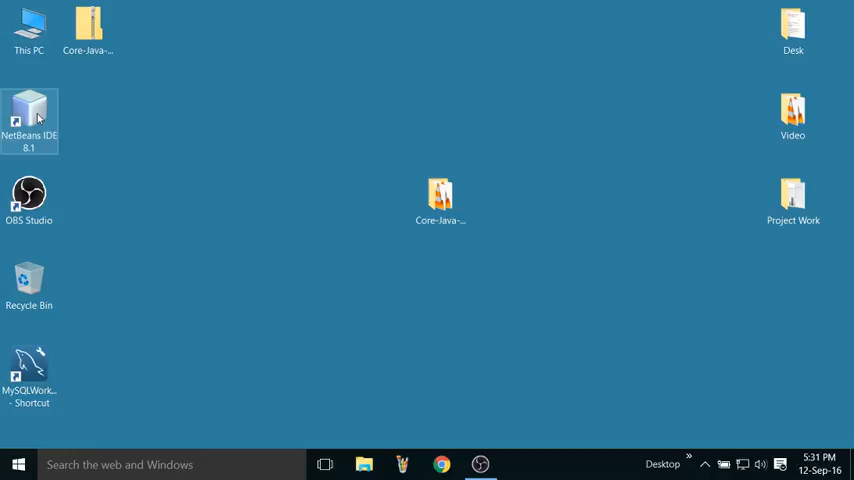 This PC
Core-Java-...
NetBeans IDE
8.1
OBS Studio
Recycle Bin
MySQLWork...
- Shortcut
Core-Java-...
Desk
Video
Project Work
Search the web and Windows
Desktop
»
5:31 PM
12-Sep-16